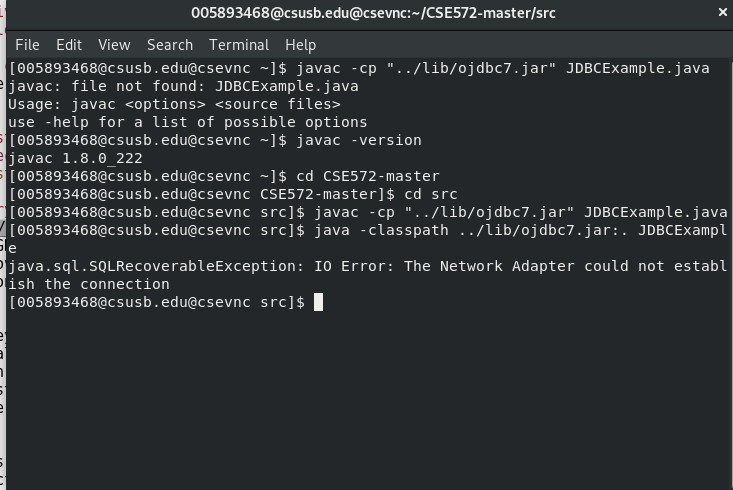 005893468@csusb.edu@csevnc:~/CSE572-master/src ×
File Edit View Search Terminal Help
[005893468@csusb.edu@csevnc ~]$ javac -cp "../lib/ojdbc7.jar" JDBCExample.java
javac: file not found: JDBCExample.java
Usage: javac <options> <source files>
use -help for a list of possible options
[005893468@csusb.edu@csevnc ~]$ javac -version
javac 1.8.0_222
[005893468@csusb.edu@csevnc ~]$ cd CSE572-master
[005893468@csusb.edu@csevnc CSE572-master]$ cd src
[005893468@csusb.edu@csevnc src]$ javac -cp "../lib/ojdbc7.jar" JDBCExample.java
[005893468@csusb.edu@csevnc src]$ java -classpath ../lib/ojdbc7.jar:. JDBCExampl
e
java.sql.SQLRecoverableException: IO Error: The Network Adapter could not establ
ish the connection
[005893468@csusb.edu@csevnc src]$